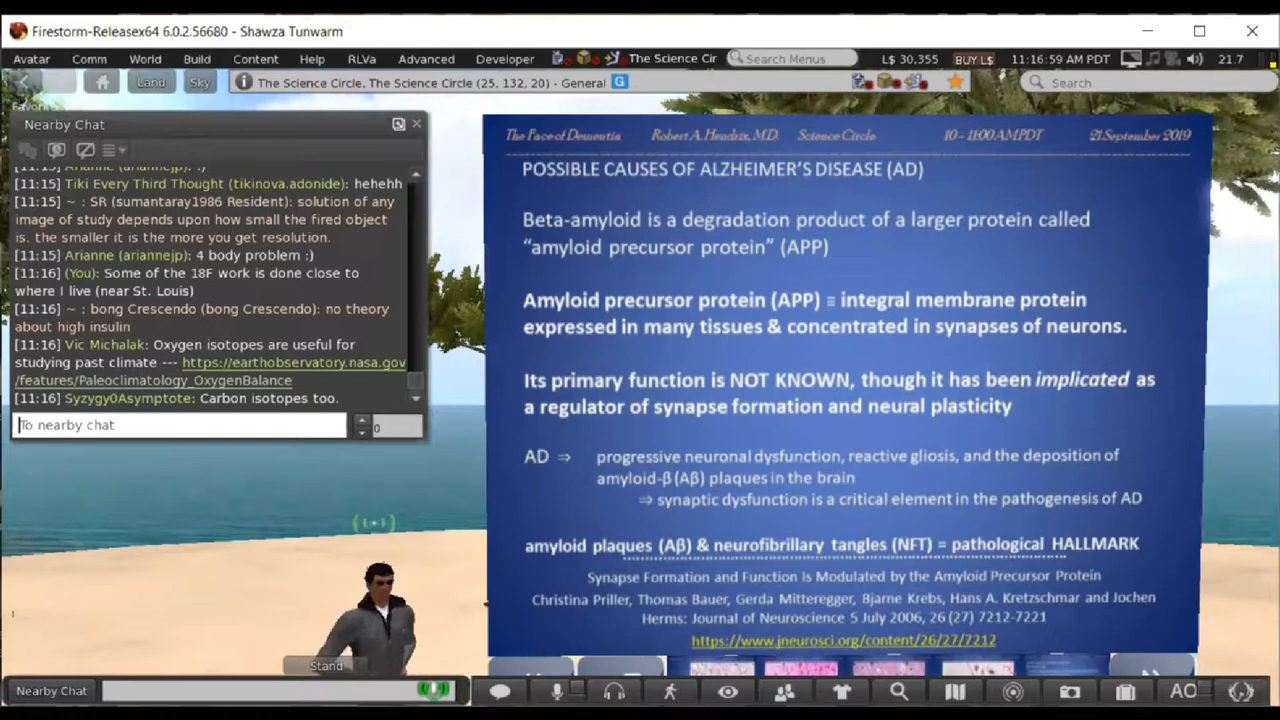 Firestorm-Releasex64 6.0.2.56680 - Shawza Tunwarm
Avatar Comm World Build Content Help RLVa Advanced Developer The Science Cir Search Menus L$ 30,355 BUY L$ 11:16:59 AM PDT 21.7
Land Sky The Science Circle, The Science Circle (25, 132, 20) - General G Search
Nearby Chat
Arianne (ariannejp): :)
[11:15] Tiki Every Third Thought (tikinova.adonide): hehehh
[11:15] ~ : SR (sumantaray1986 Resident): solution of any
image of study depends upon how small the fired object
is. the smaller it is the more you get resolution.
[11:15] Arianne (ariannejp): 4 body problem :)
[11:16] (You): Some of the 18F work is done close to
where I live (near St. Louis)
[11:16] ~ : bong Crescendo (bong Crescendo): no theory
about high insulin
[11:16] Vic Michalak: Oxygen isotopes are useful for
studying past climate --- https://earthobservatory.nasa.gov
/features/Paleoclimatology_OxygenBalance
[11:16] Syzygy0Asymptote: Carbon isotopes too.
To nearby chat
0
The Face of Dementia Robert A. Hendrix, M.D. Science Circle 10 - 11:00 AM PDT 21 September 2019
POSSIBLE CAUSES OF ALZHEIMER'S DISEASE (AD)
Beta-amyloid is a degradation product of a larger protein called
“amyloid precursor protein” (APP)
Amyloid precursor protein (APP) ≡ integral membrane protein
expressed in many tissues & concentrated in synapses of neurons.
Its primary function is NOT KNOWN, though it has been implicated as
a regulator of synapse formation and neural plasticity
AD ⇒ progressive neuronal dysfunction, reactive gliosis, and the deposition of
amyloid-β (Aβ) plaques in the brain
⇒ synaptic dysfunction is a critical element in the pathogenesis of AD
amyloid plaques (Aβ) & neurofibrillary tangles (NFT) = pathological HALLMARK
Synapse Formation and Function Is Modulated by the Amyloid Precursor Protein
Christina Priller, Thomas Bauer, Gerda Mitteregger, Bjarne Krebs, Hans A. Kretzschmar and Jochen
Herms: Journal of Neuroscience 5 July 2006, 26 (27) 7212-7221
https://www.jneurosci.org/content/26/27/7212
Stand
Nearby Chat
AO